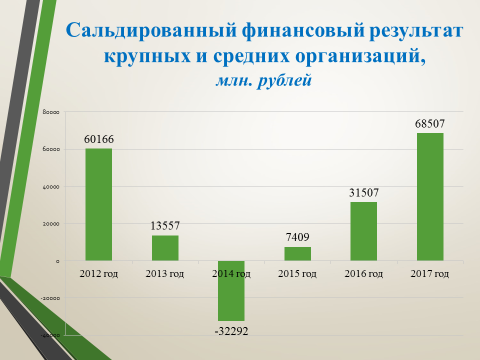 Сальдированный финансовый результат
крупных и средних организаций,
млн. рублей
80000
60000
40000
20000
0
-20000
-40000
60166
13557
-32292
7409
31507
68507
2012 год
2013 год
2014 год
2015 год
2016 год
2017 год